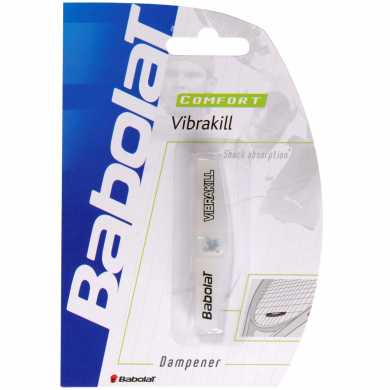 BabolaT
COMFORT
Vibrakill
Shock absorption
VIBRAKILL
BabolaT
BabolaT
Dampener